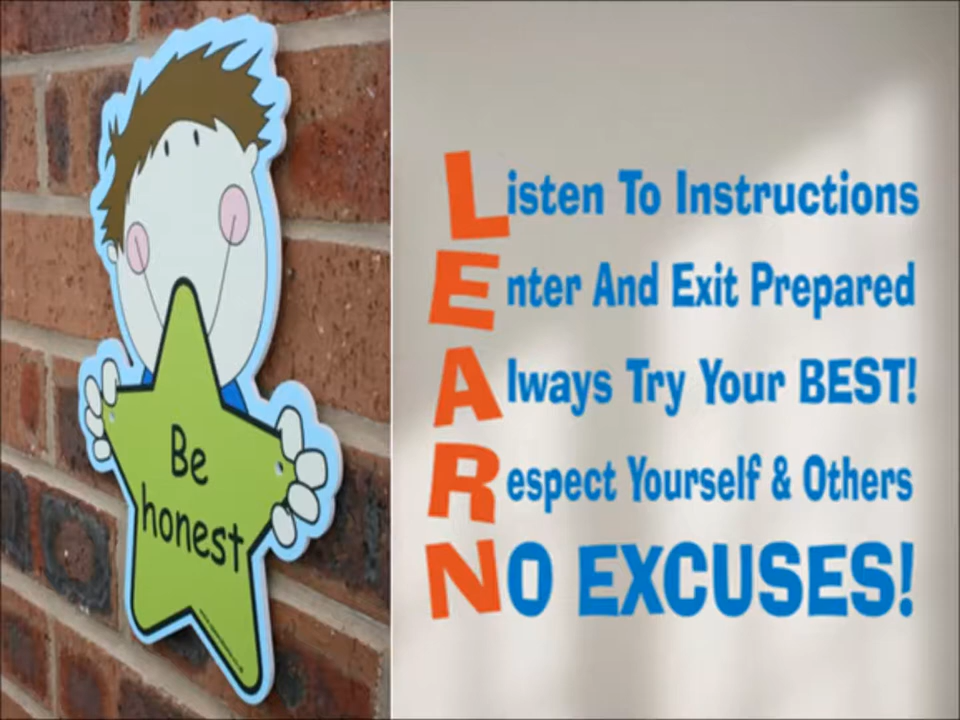 Be
honest
Listen To Instructions
Enter And Exit Prepared
Always Try Your BEST!
Respect Yourself & Others
NO EXCUSES!